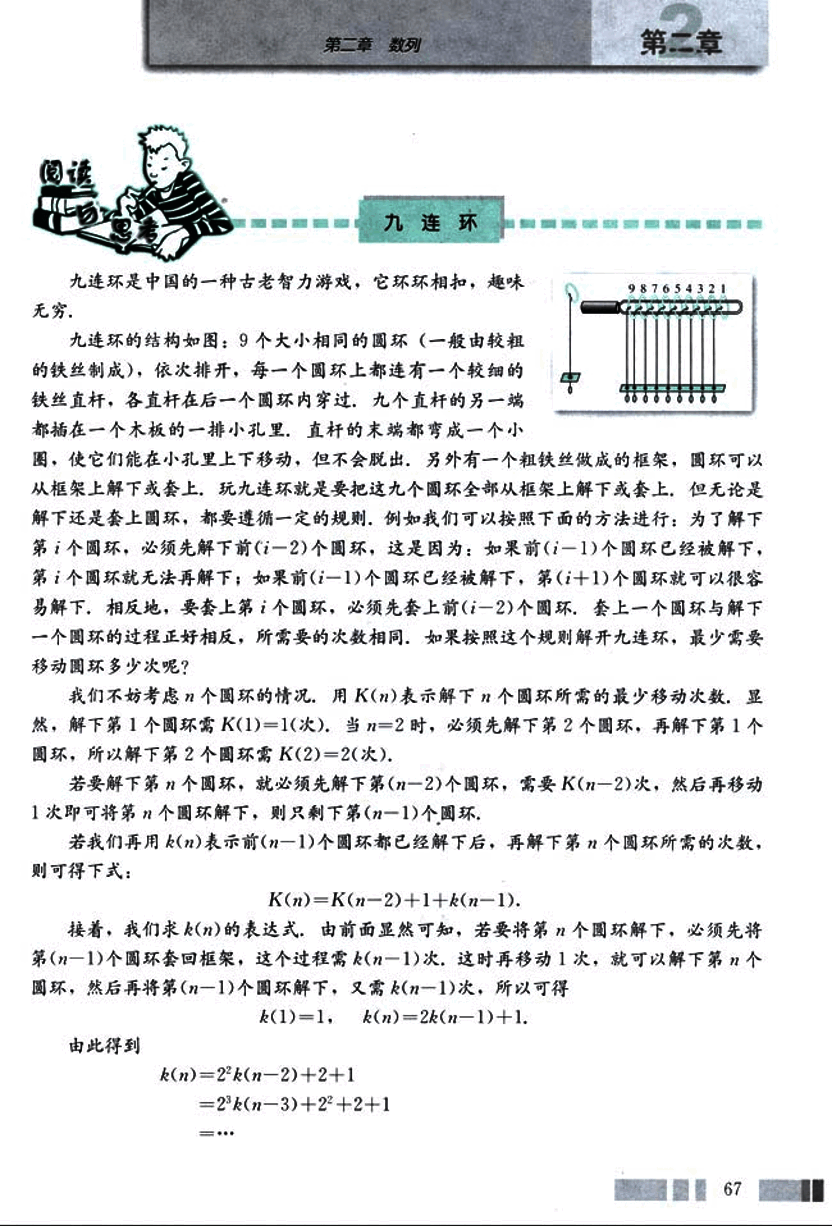 第二章 数列
第二章
阅读
与
思考
九连环
九连环是中国的一种古老智力游戏，它环环相扣，趣味
无穷．
9 8 7 6 5 4 3 2 1
九连环的结构如图：9 个大小相同的圆环（一般由较粗
的铁丝制成），依次排开，每一个圆环上都连有一个较细的
铁丝直杆，各直杆在后一个圆环内穿过．九个直杆的另一端
都插在一个木板的一排小孔里．直杆的末端都弯成一个小
圈，使它们能在小孔里上下移动，但不会脱出．另外有一个粗铁丝做成的框架，圆环可以
从框架上解下或套上．玩九连环就是要把这九个圆环全部从框架上解下或套上．但无论是
解下还是套上圆环，都要遵循一定的规则．例如我们可以按照下面的方法进行：为了解下
第 i 个圆环，必须先解下前(i－2)个圆环，这是因为：如果前(i－1)个圆环已经被解下，
第 i 个圆环就无法再解下；如果前(i－1)个圆环已经被解下，第(i＋1)个圆环就可以很容
易解下．相反地，要套上第 i 个圆环，必须先套上前(i－2)个圆环．套上一个圆环与解下
一个圆环的过程正好相反，所需要的次数相同．如果按照这个规则解开九连环，最少需要
移动圆环多少次呢？
我们不妨考虑 n 个圆环的情况．用 K(n)表示解下 n 个圆环所需的最少移动次数．显
然，解下第 1 个圆环需 K(1)＝1(次)．当 n＝2 时，必须先解下第 2 个圆环，再解下第 1 个
圆环，所以解下第 2 个圆环需 K(2)＝2(次)．
若要解下第 n 个圆环，就必须先解下第(n－2)个圆环，需要 K(n－2)次，然后再移动
1 次即可将第 n 个圆环解下，则只剩下第(n－1)个圆环．
若我们再用 k(n)表示前(n－1)个圆环都已经解下后，再解下第 n 个圆环所需的次数，
则可得下式：
K(n)＝K(n－2)＋1＋k(n－1)．
接着，我们求 k(n)的表达式．由前面显然可知，若要将第 n 个圆环解下，必须先将
第(n－1)个圆环套回框架，这个过程需 k(n－1)次．这时再移动 1 次，就可以解下第 n 个
圆环，然后再将第(n－1)个圆环解下，又需 k(n－1)次，所以可得
k(1)＝1， k(n)＝2k(n－1)＋1．
由此得到
k(n)＝2²k(n－2)＋2＋1
＝2³k(n－3)＋2²＋2＋1
＝…
67